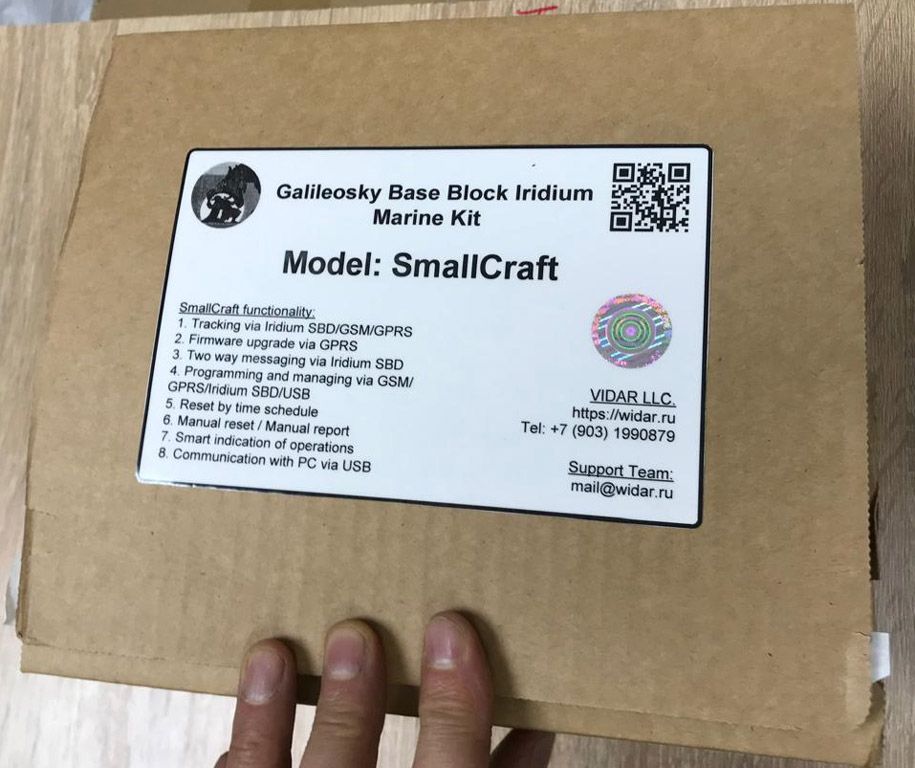 Galileosky Base Block Iridium
Marine Kit
Model: SmallCraft
SmallCraft functionality:
1. Tracking via Iridium SBD/GSM/GPRS
2. Firmware upgrade via GPRS
3. Two way messaging via Iridium SBD
4. Programming and managing via GSM/
GPRS/Iridium SBD/USB
5. Reset by time schedule
6. Manual reset / Manual report
7. Smart indication of operations
8. Communication with PC via USB
VIDAR LLC.
https://widar.ru
Tel: +7 (903) 1990879
Support Team:
mail@widar.ru